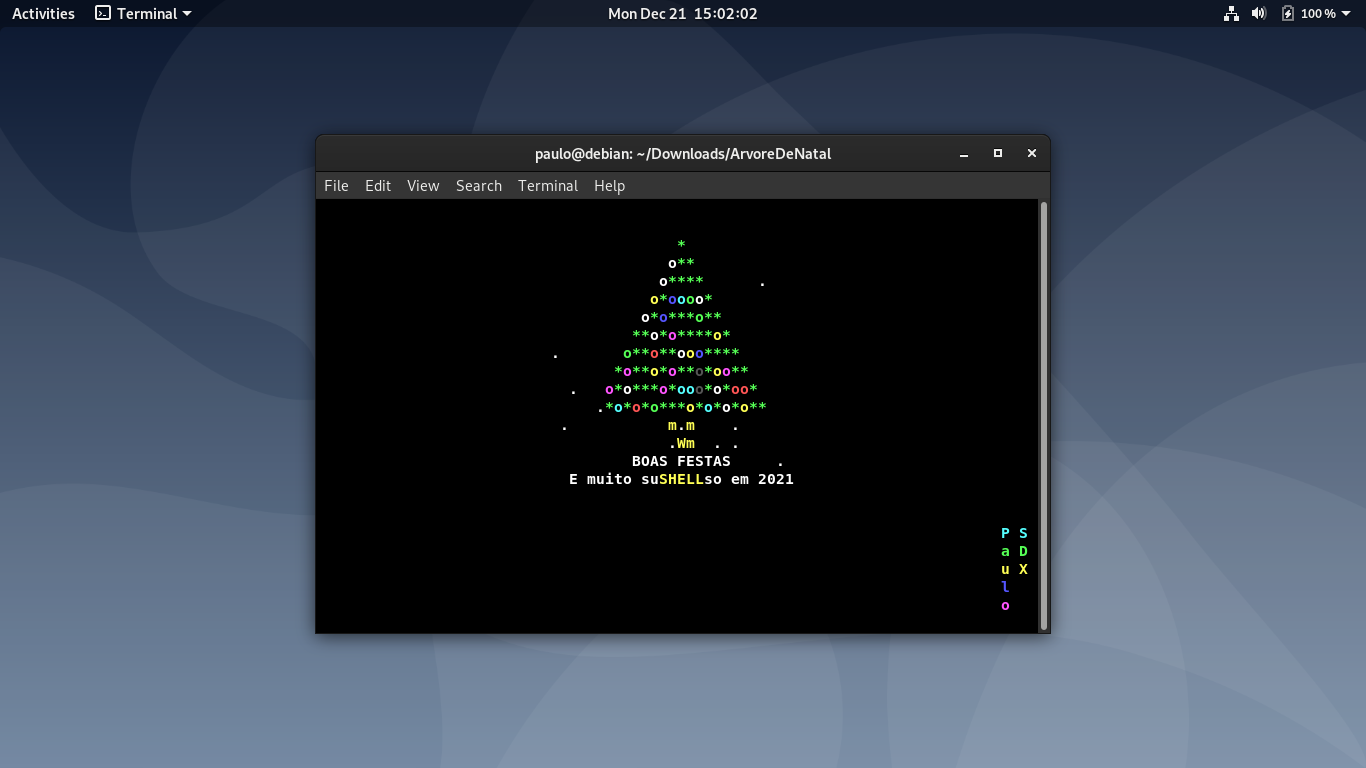 Activities Terminal Mon Dec 21 15:02:02 100 %
paulo@debian: ~/Downloads/ArvoreDeNatal
File Edit View Search Terminal Help
*
o**
o**** .
o*oooo*
o*o***o**
**o*o****o*
. o**o**ooo****
*o**o*o**o*oo**
. o*o***o*ooo*o*oo*
.*o*o*o***o*o*o*o**
. m.m .
.Wm . .
BOAS FESTAS .
E muito suSHELLso em 2021
P S
a D
u X
l
o